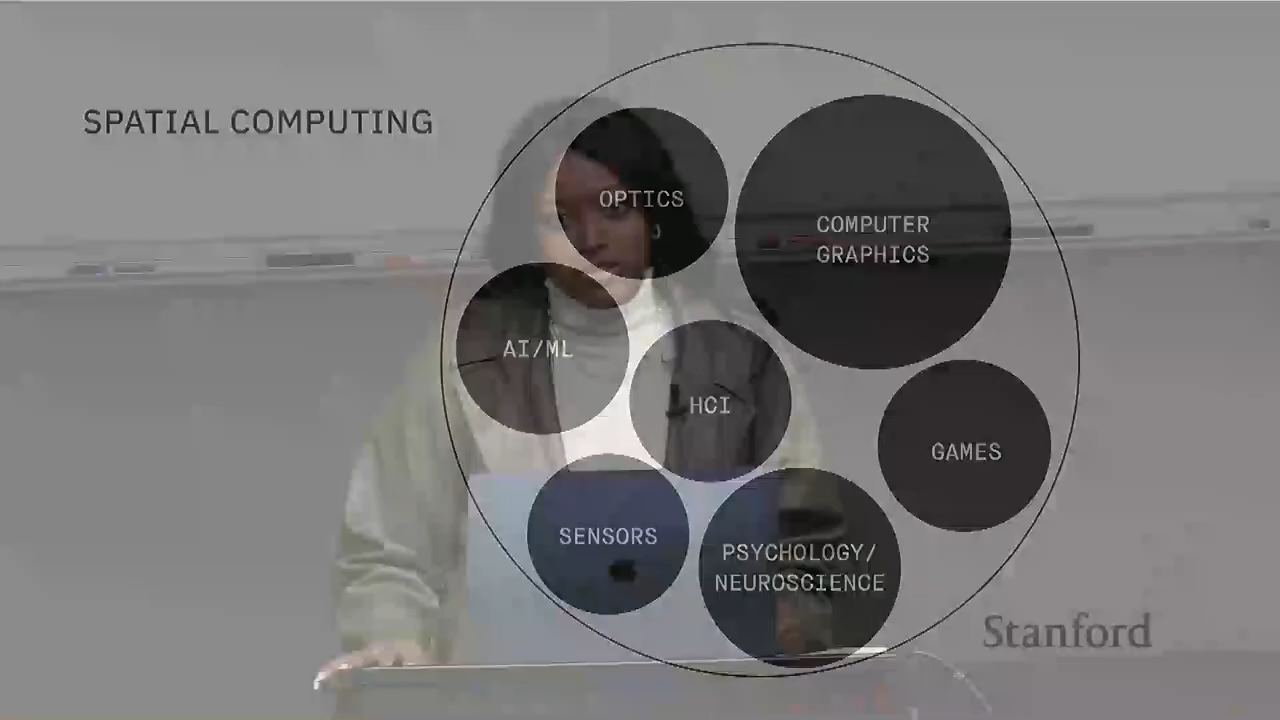 SPATIAL COMPUTING
OPTICS
COMPUTER
GRAPHICS
AI/ML
HCI
GAMES
SENSORS
PSYCHOLOGY/
NEUROSCIENCE
Stanford